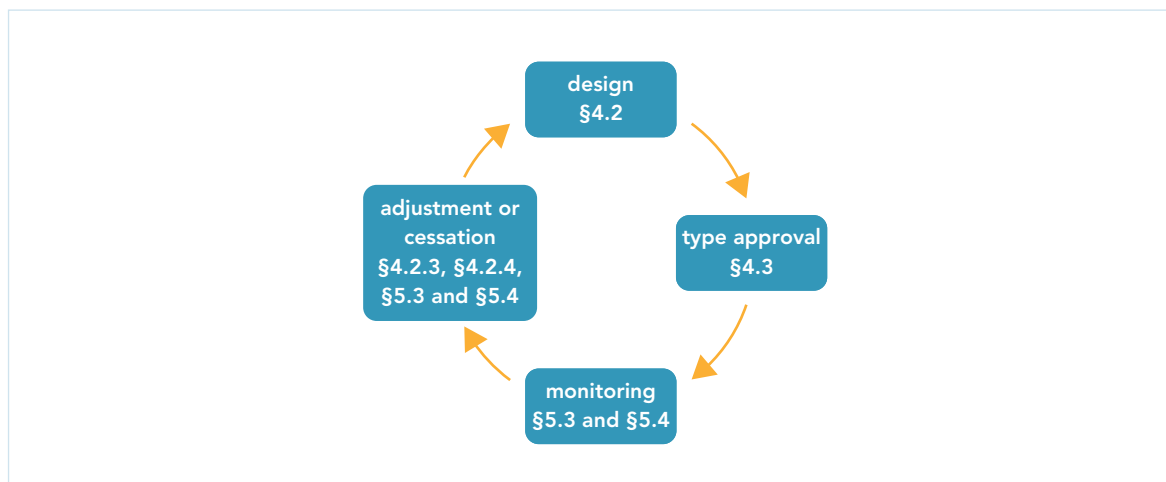 design
§4.2
type approval
§4.3
monitoring
§5.3 and §5.4
adjustment or
cessation
§4.2.3, §4.2.4,
§5.3 and §5.4